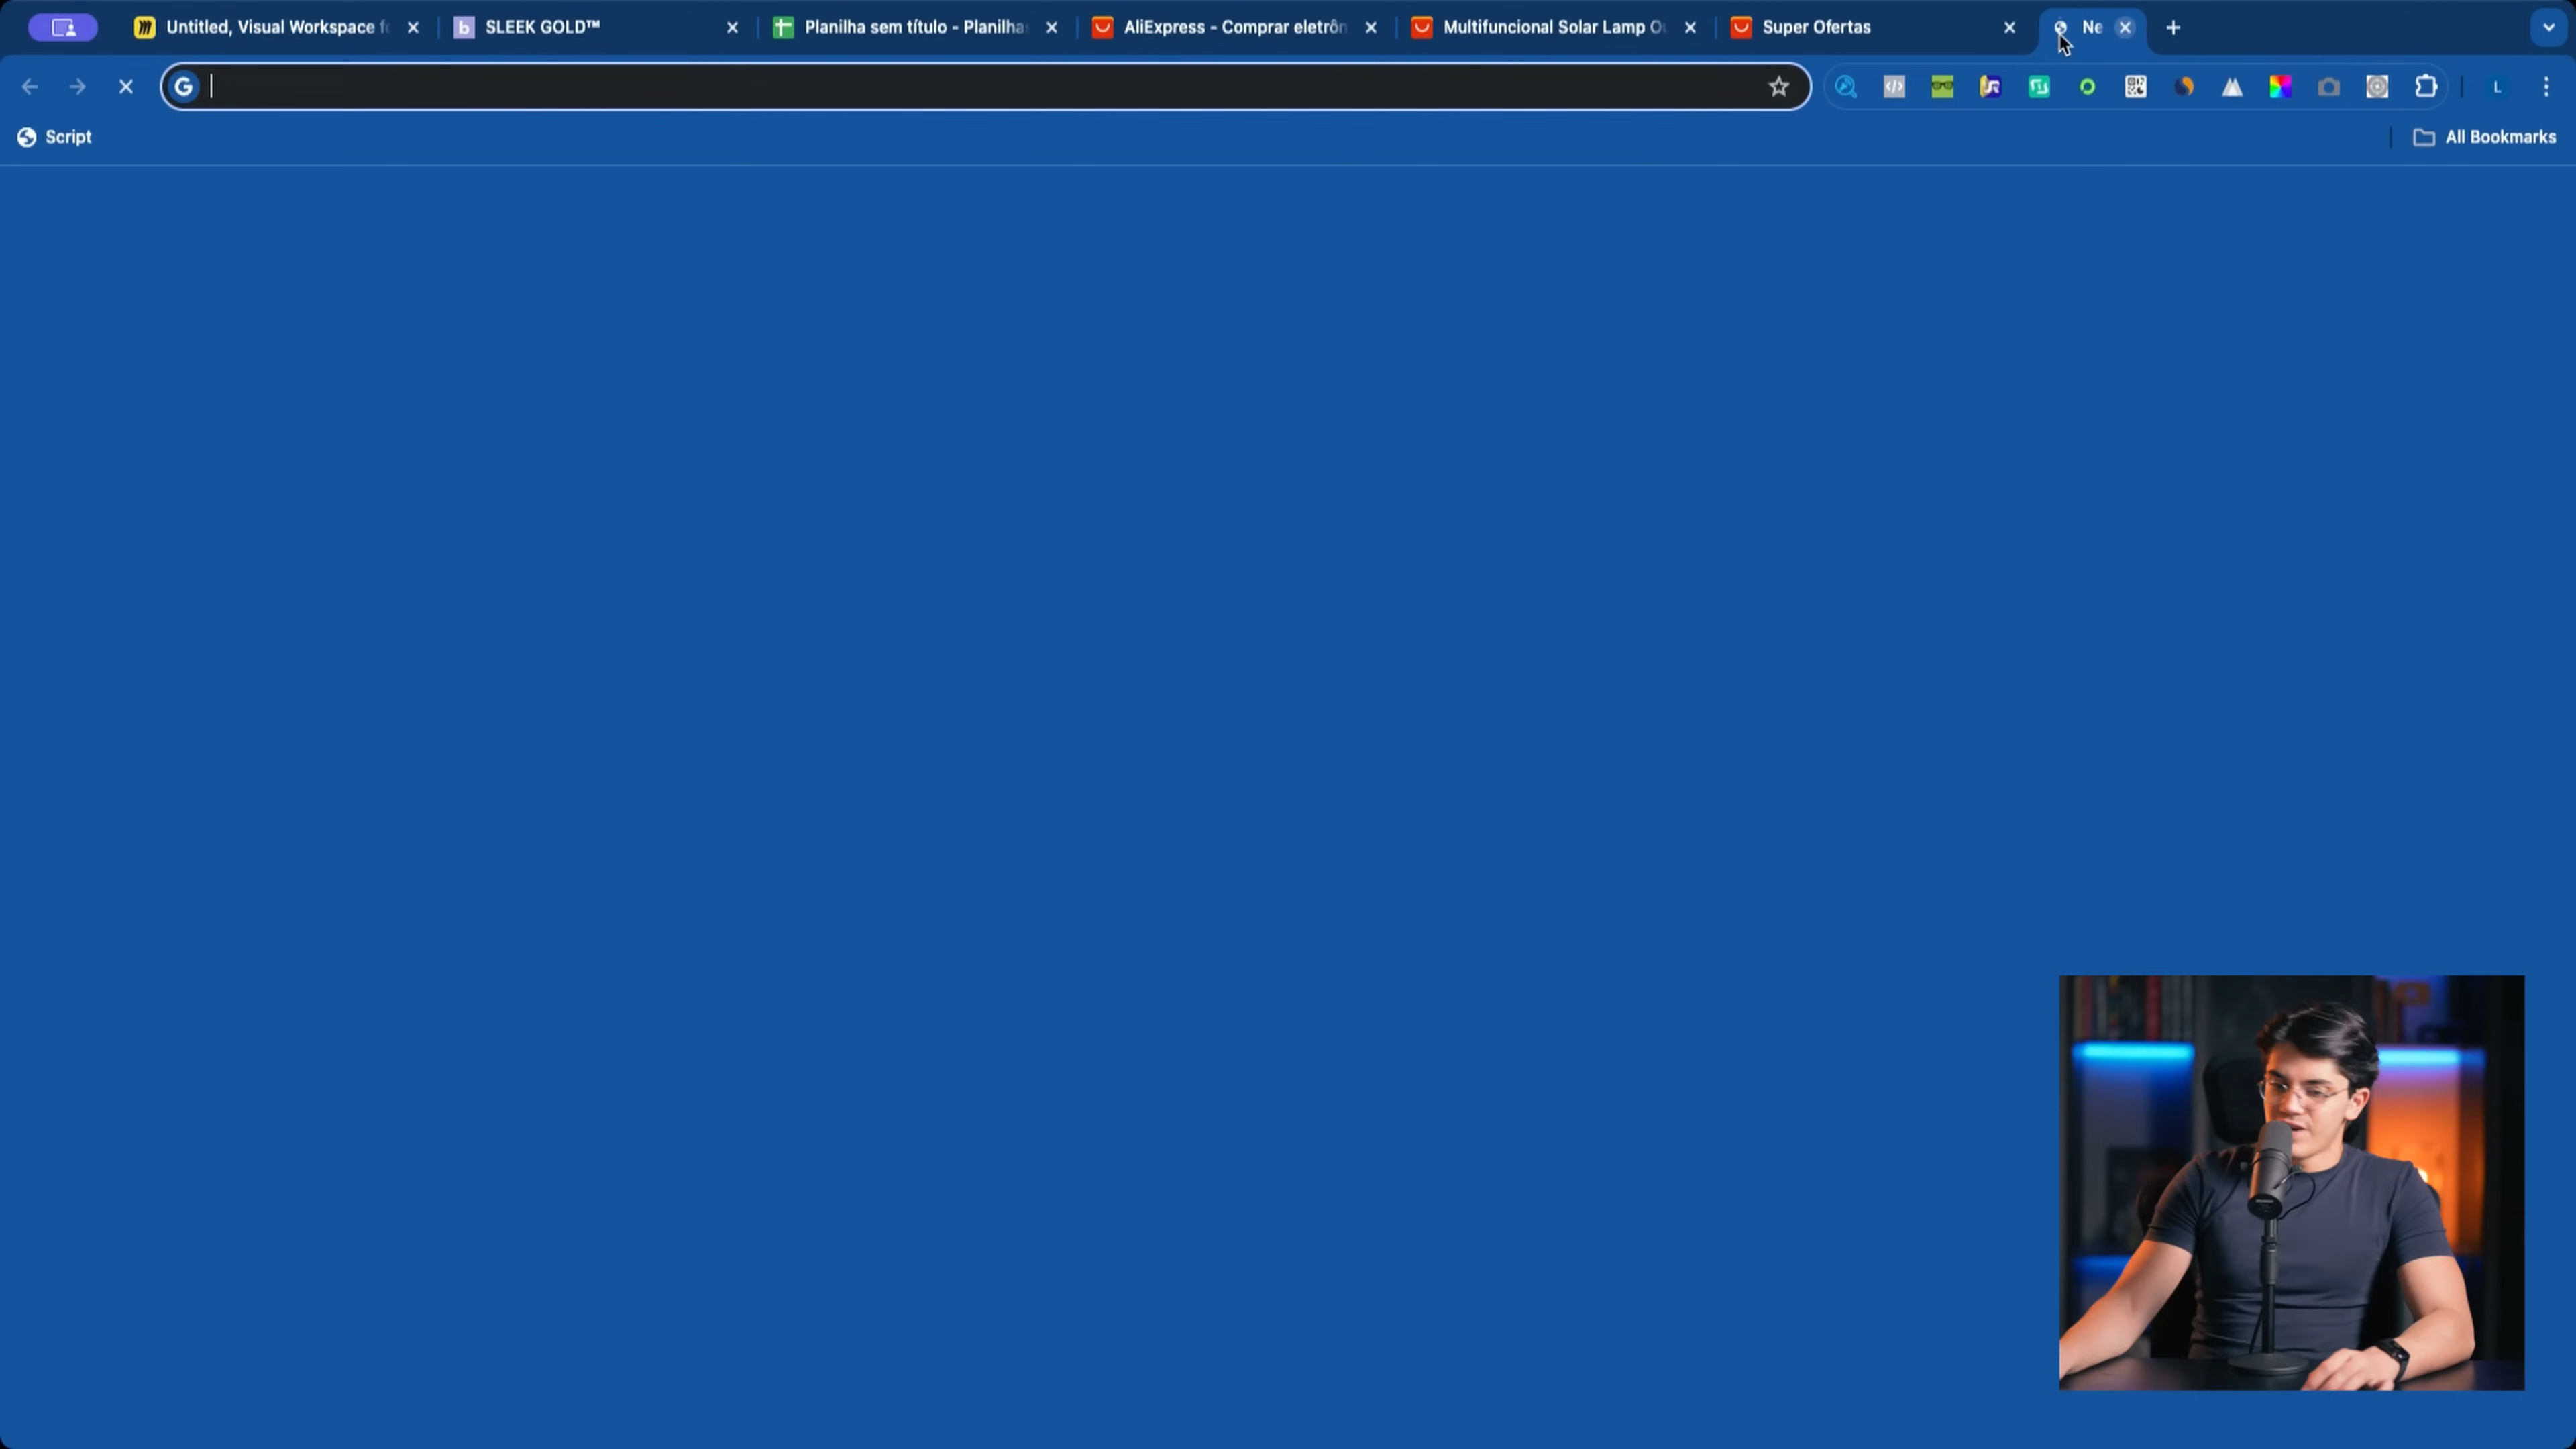 Untitled, Visual Workspace f
SLEEK GOLD™
Planilha sem título - Planilha
AliExpress - Comprar eletrôn
Multifuncional Solar Lamp O
Super Ofertas
Ne
Script
All Bookmarks
L